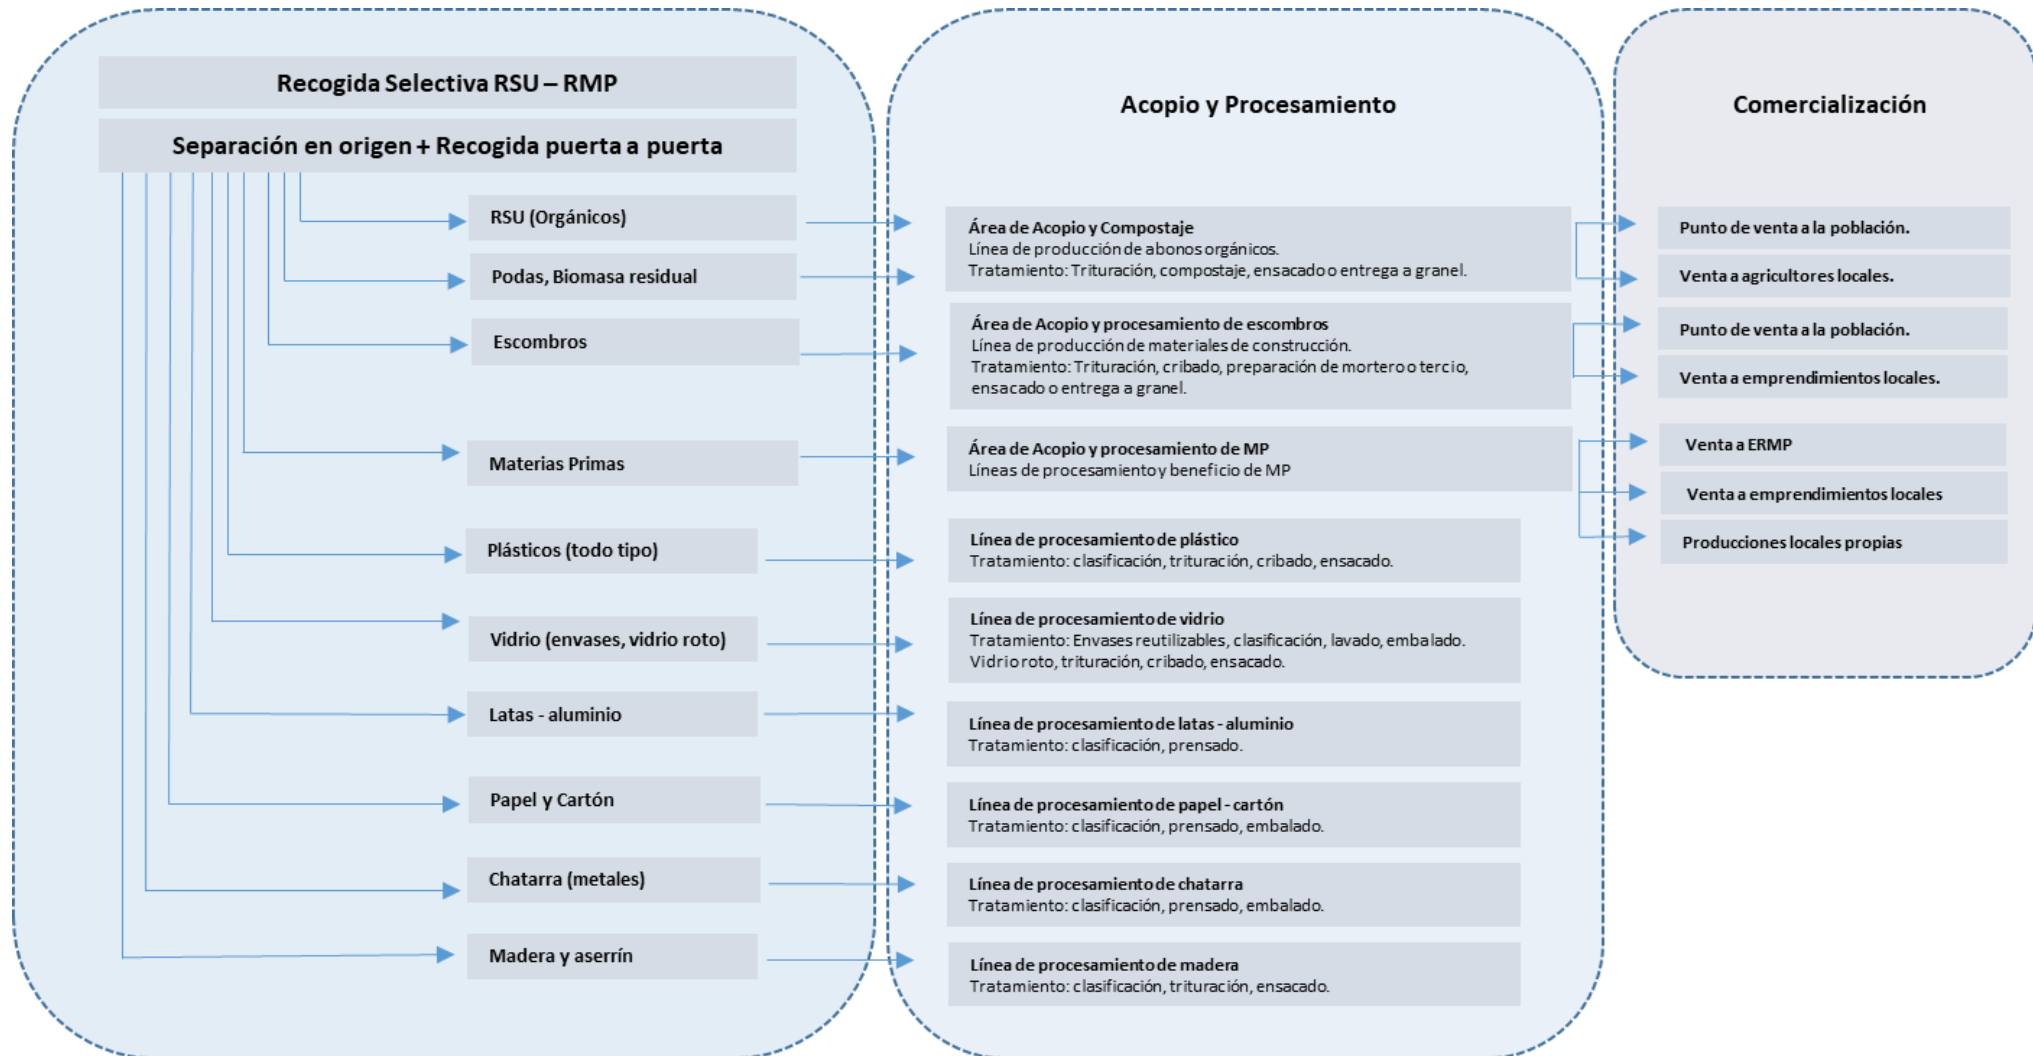 Recogida Selectiva RSU – RMP
Separación en origen + Recogida puerta a puerta
RSU (Orgánicos)
Podas, Biomasa residual
Escombros
Materias Primas
Plásticos (todo tipo)
Vidrio (envases, vidrio roto)
Latas - aluminio
Papel y Cartón
Chatarra (metales)
Madera y aserrín
Acopio y Procesamiento
Área de Acopio y Compostaje
Línea de producción de abonos orgánicos.
Tratamiento: Trituración, compostaje, ensacado o entrega a granel.
Área de Acopio y procesamiento de escombros
Línea de producción de materiales de construcción.
Tratamiento: Trituración, cribado, preparación de mortero o tercio,
ensacado o entrega a granel.
Área de Acopio y procesamiento de MP
Líneas de procesamiento y beneficio de MP
Línea de procesamiento de plástico
Tratamiento: clasificación, trituración, cribado, ensacado.
Línea de procesamiento de vidrio
Tratamiento: Envases reutilizables, clasificación, lavado, embalado.
Vidrio roto, trituración, cribado, ensacado.
Línea de procesamiento de latas - aluminio
Tratamiento: clasificación, prensado.
Línea de procesamiento de papel - cartón
Tratamiento: clasificación, prensado, embalado.
Línea de procesamiento de chatarra
Tratamiento: clasificación, prensado, embalado.
Línea de procesamiento de madera
Tratamiento: clasificación, trituración, ensacado.
Comercialización
Punto de venta a la población.
Venta a agricultores locales.
Punto de venta a la población.
Venta a emprendimientos locales.
Venta a ERMP
Venta a emprendimientos locales
Producciones locales propias